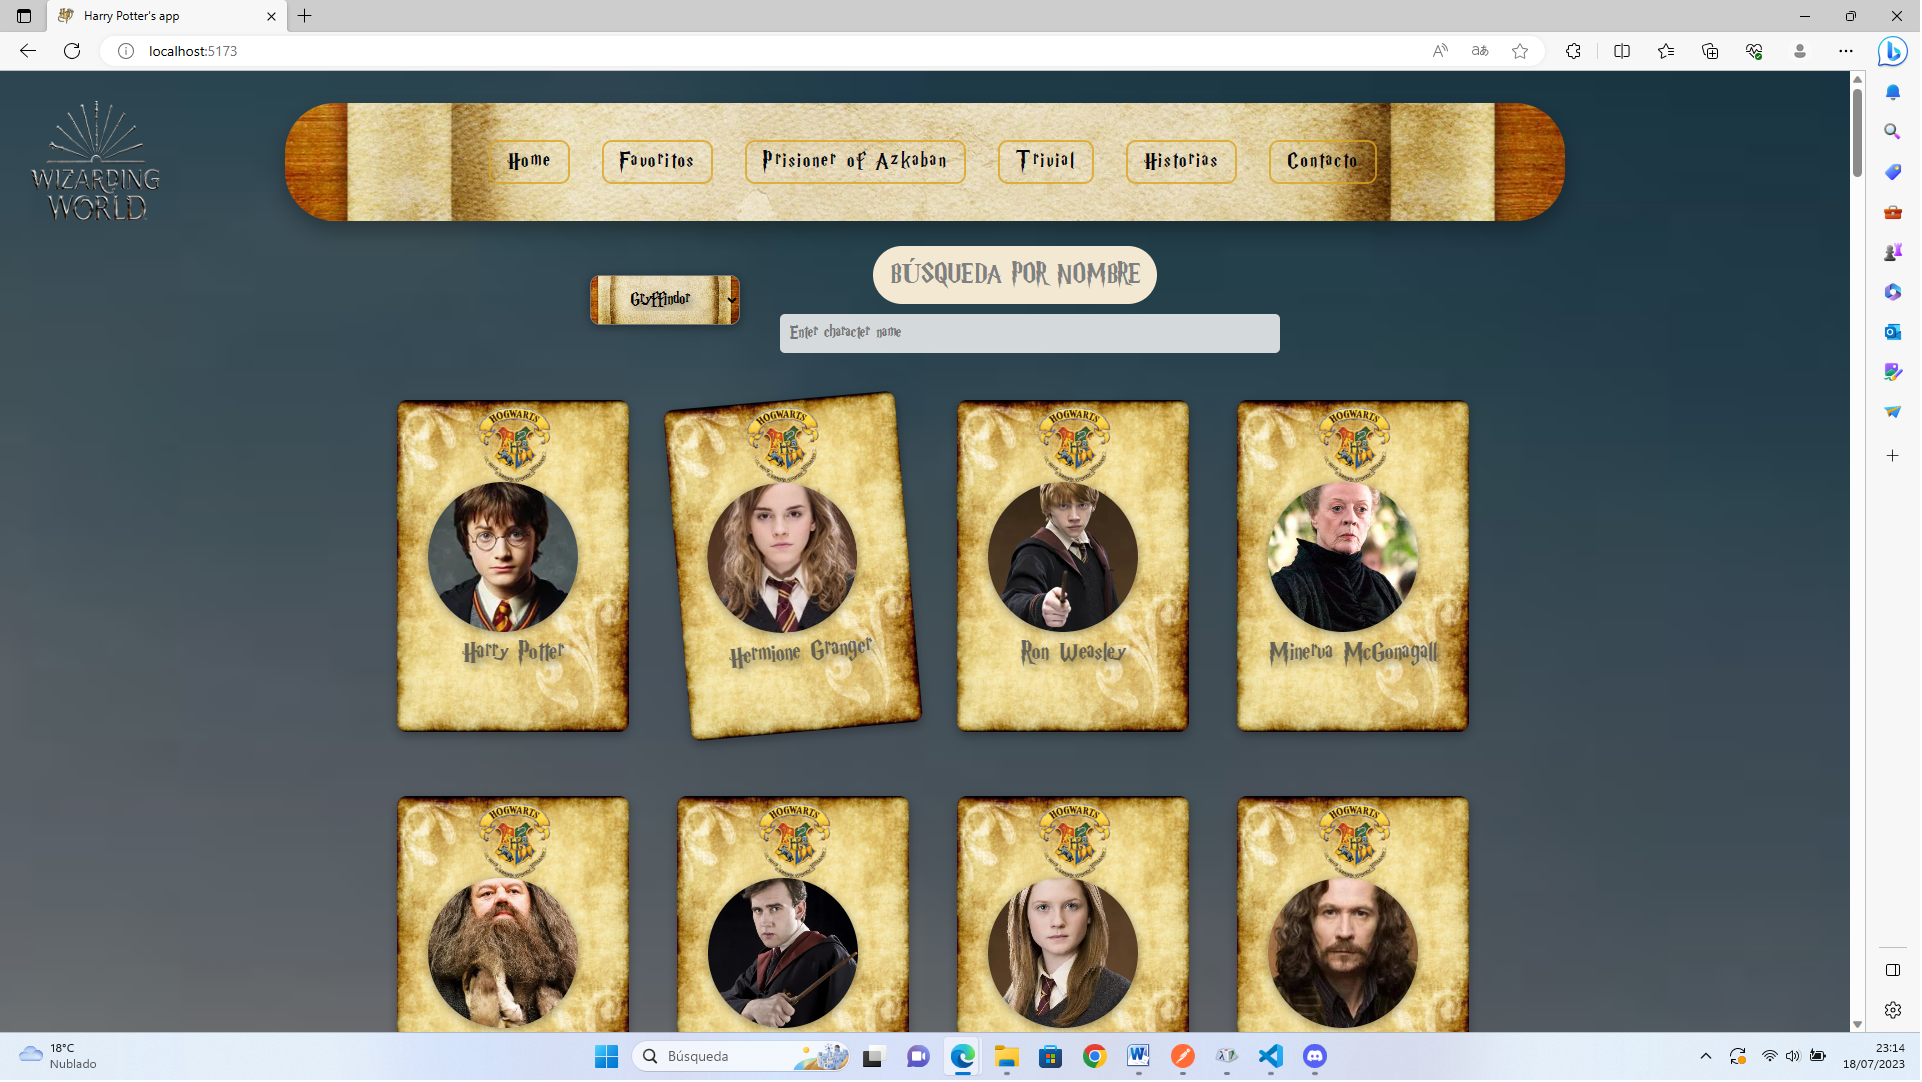 Harry Potter's app
localhost:5173
WIZARDING
WORLD
Home
Favoritos
Prisioner of Azkaban
Trivial
Historias
Contacto
Gryffindor
BÚSQUEDA POR NOMBRE
Enter character name
HOGWARTS
HOGWARTS
HOGWARTS
HOGWARTS
Harry Potter
Hermione Granger
Ron Weasley
Minerva McGonagall
HOGWARTS
HOGWARTS
HOGWARTS
HOGWARTS
18°C
Nublado
Búsqueda
23:14
18/07/2023